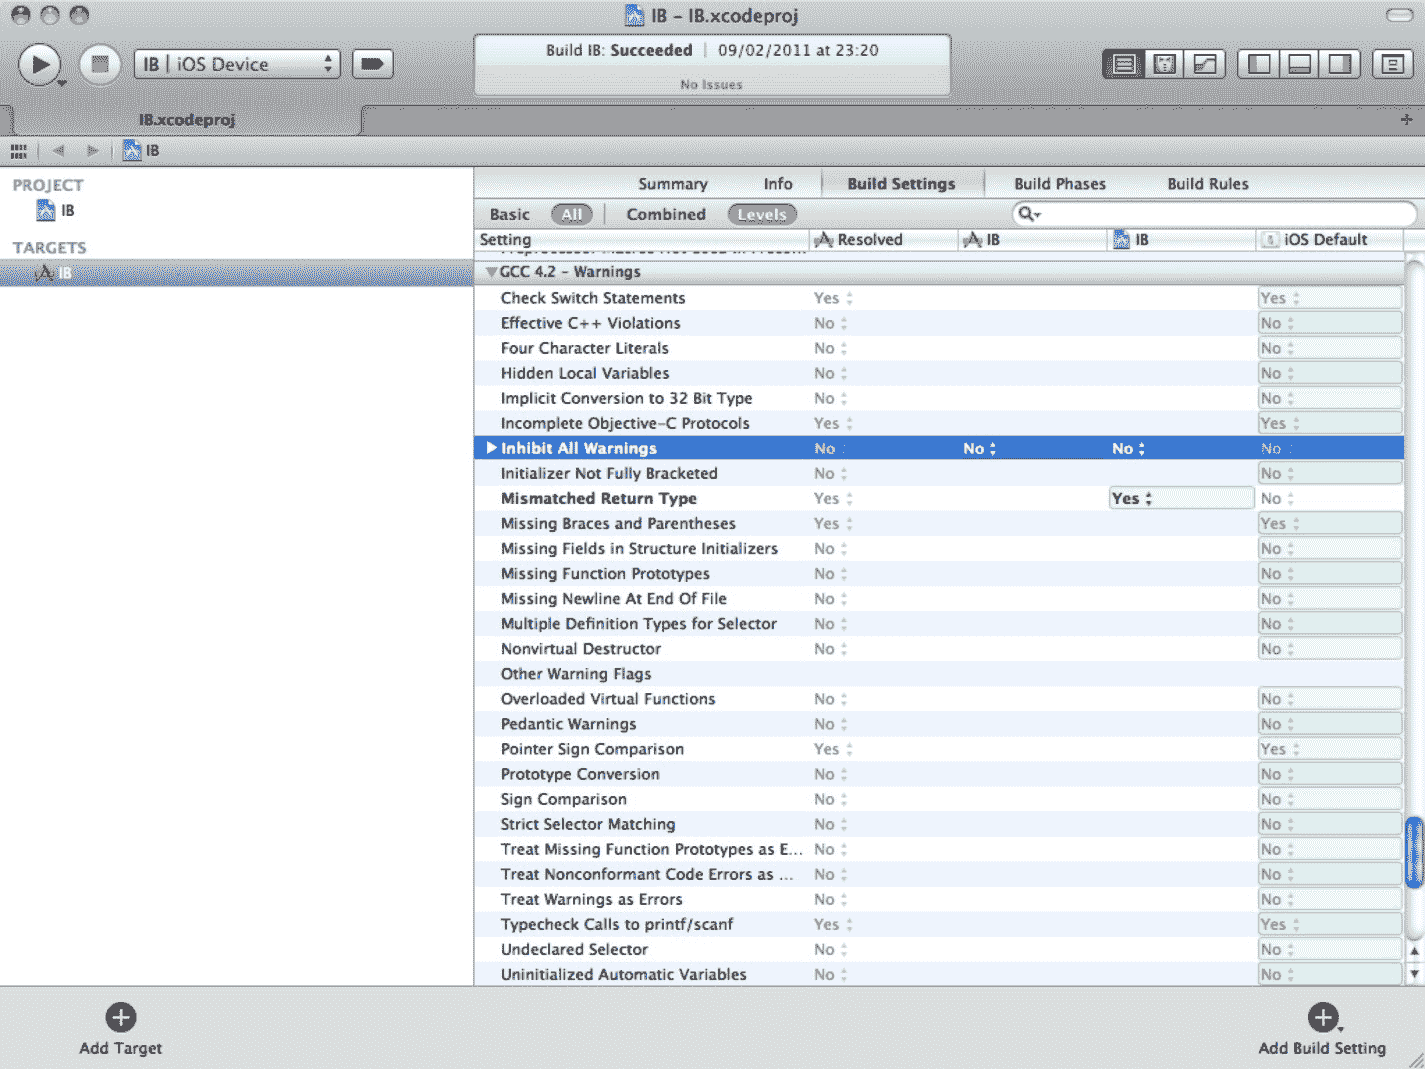 IB – IB.xcodeproj
IB | iOS Device
Build IB: Succeeded | 09/02/2011 at 23:20
No Issues
IB.xcodeproj
IB
PROJECT
IB
TARGETS
IB
Summary Info Build Settings Build Phases Build Rules
Basic All Combined Levels
Setting Resolved IB IB iOS Default
GCC 4.2 – Warnings
Check Switch Statements Yes Yes
Effective C++ Violations No No
Four Character Literals No No
Hidden Local Variables No No
Implicit Conversion to 32 Bit Type No No
Incomplete Objective-C Protocols Yes Yes
Inhibit All Warnings No No No No
Initializer Not Fully Bracketed No No
Mismatched Return Type Yes Yes No
Missing Braces and Parentheses Yes Yes
Missing Fields in Structure Initializers No No
Missing Function Prototypes No No
Missing Newline At End Of File No No
Multiple Definition Types for Selector No No
Nonvirtual Destructor No No
Other Warning Flags
Overloaded Virtual Functions No No
Pedantic Warnings No No
Pointer Sign Comparison Yes Yes
Prototype Conversion No No
Sign Comparison No No
Strict Selector Matching No No
Treat Missing Function Prototypes as E... No No
Treat Nonconformant Code Errors as ... No No
Treat Warnings as Errors No No
Typecheck Calls to printf/scanf Yes Yes
Undeclared Selector No No
Uninitialized Automatic Variables No No
Add Target
Add Build Setting